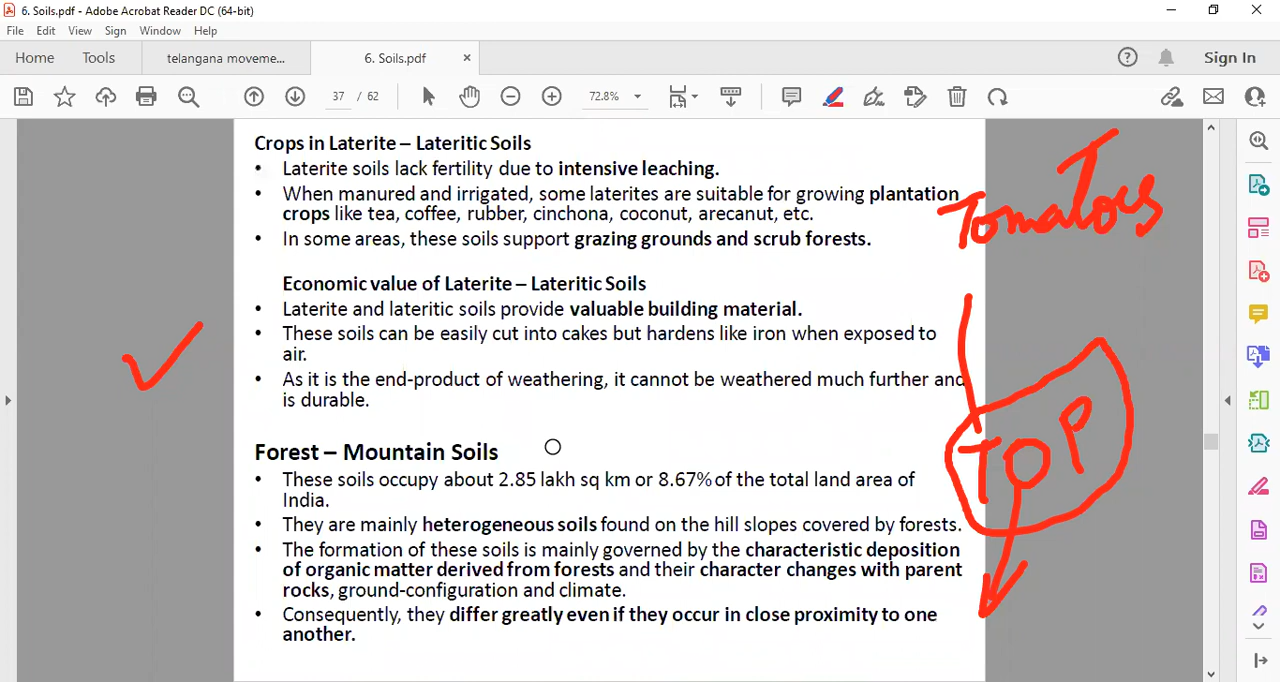 6. Soils.pdf - Adobe Acrobat Reader DC (64-bit)
File Edit View Sign Window Help
Home Tools telangana moveme... 6. Soils.pdf × Sign In
37 / 62 72.8%
Crops in Laterite – Lateritic Soils
• Laterite soils lack fertility due to intensive leaching.
• When manured and irrigated, some laterites are suitable for growing plantation
crops like tea, coffee, rubber, cinchona, coconut, arecanut, etc.
• In some areas, these soils support grazing grounds and scrub forests.
Tomatoes
Economic value of Laterite – Lateritic Soils
• Laterite and lateritic soils provide valuable building material.
• These soils can be easily cut into cakes but hardens like iron when exposed to
air.
• As it is the end-product of weathering, it cannot be weathered much further and
is durable.
TOP
Forest – Mountain Soils
• These soils occupy about 2.85 lakh sq km or 8.67% of the total land area of
India.
• They are mainly heterogeneous soils found on the hill slopes covered by forests.
• The formation of these soils is mainly governed by the characteristic deposition
of organic matter derived from forests and their character changes with parent
rocks, ground-configuration and climate.
• Consequently, they differ greatly even if they occur in close proximity to one
another.